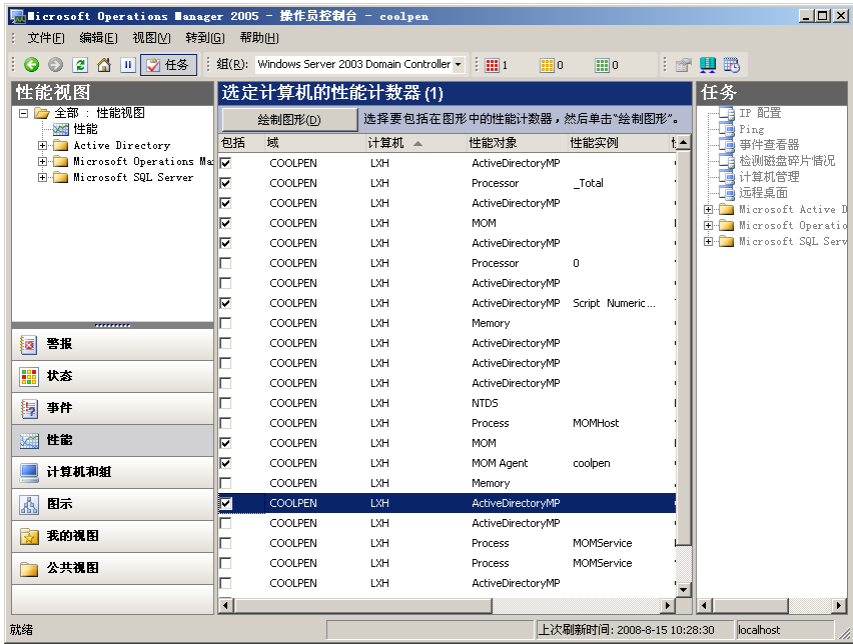 Microsoft Operations Manager 2005 - 操作员控制台 - coolpen
文件(F) 编辑(E) 视图(V) 转到(G) 帮助(H)
任务 组(R): Windows Server 2003 Domain Controller 1 0 0
性能视图
全部 : 性能视图
性能
Active Directory
Microsoft Operations Ma
Microsoft SQL Server
警报
状态
事件
性能
计算机和组
图示
我的视图
公共视图
选定计算机的性能计数器 (1)
绘制图形(D) 选择要包括在图形中的性能计数器，然后单击“绘制图形”。
包括 域 计算机 性能对象 性能实例
COOLPEN LXH ActiveDirectoryMP
COOLPEN LXH Processor _Total
COOLPEN LXH ActiveDirectoryMP
COOLPEN LXH MOM
COOLPEN LXH ActiveDirectoryMP
COOLPEN LXH Processor 0
COOLPEN LXH ActiveDirectoryMP
COOLPEN LXH ActiveDirectoryMP Script Numeric...
COOLPEN LXH Memory
COOLPEN LXH ActiveDirectoryMP
COOLPEN LXH ActiveDirectoryMP
COOLPEN LXH ActiveDirectoryMP
COOLPEN LXH NTDS
COOLPEN LXH Process MOMHost
COOLPEN LXH MOM
COOLPEN LXH MOM Agent coolpen
COOLPEN LXH Memory
COOLPEN LXH ActiveDirectoryMP
COOLPEN LXH ActiveDirectoryMP
COOLPEN LXH Process MOMService
COOLPEN LXH Process MOMService
COOLPEN LXH ActiveDirectoryMP
任务
IP 配置
Ping
事件查看器
检测磁盘碎片情况
计算机管理
远程桌面
Microsoft Active D
Microsoft Operatio
Microsoft SQL Serv
就绪
上次刷新时间: 2008-8-15 10:28:30
localhost